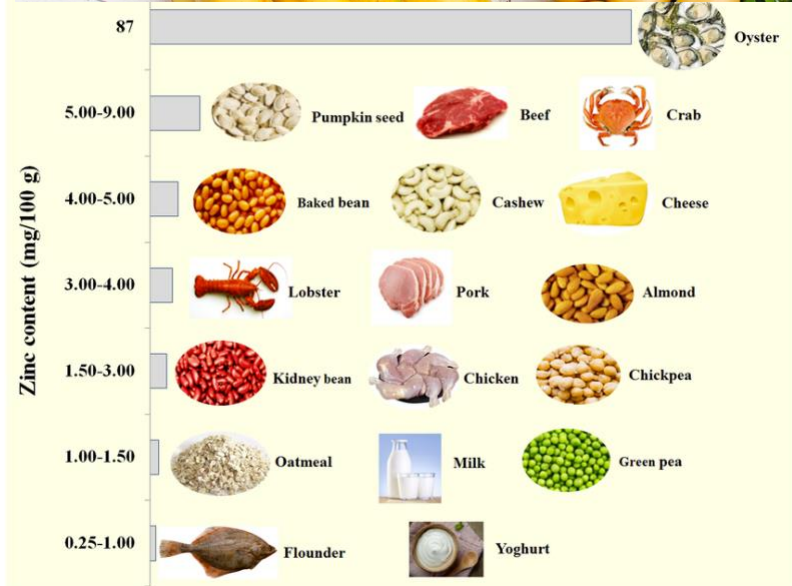 Zinc content (mg/100 g)
87
Oyster
5.00-9.00
Pumpkin seed
Beef
Crab
4.00-5.00
Baked bean
Cashew
Cheese
3.00-4.00
Lobster
Pork
Almond
1.50-3.00
Kidney bean
Chicken
Chickpea
1.00-1.50
Oatmeal
Milk
Green pea
0.25-1.00
Flounder
Yoghurt